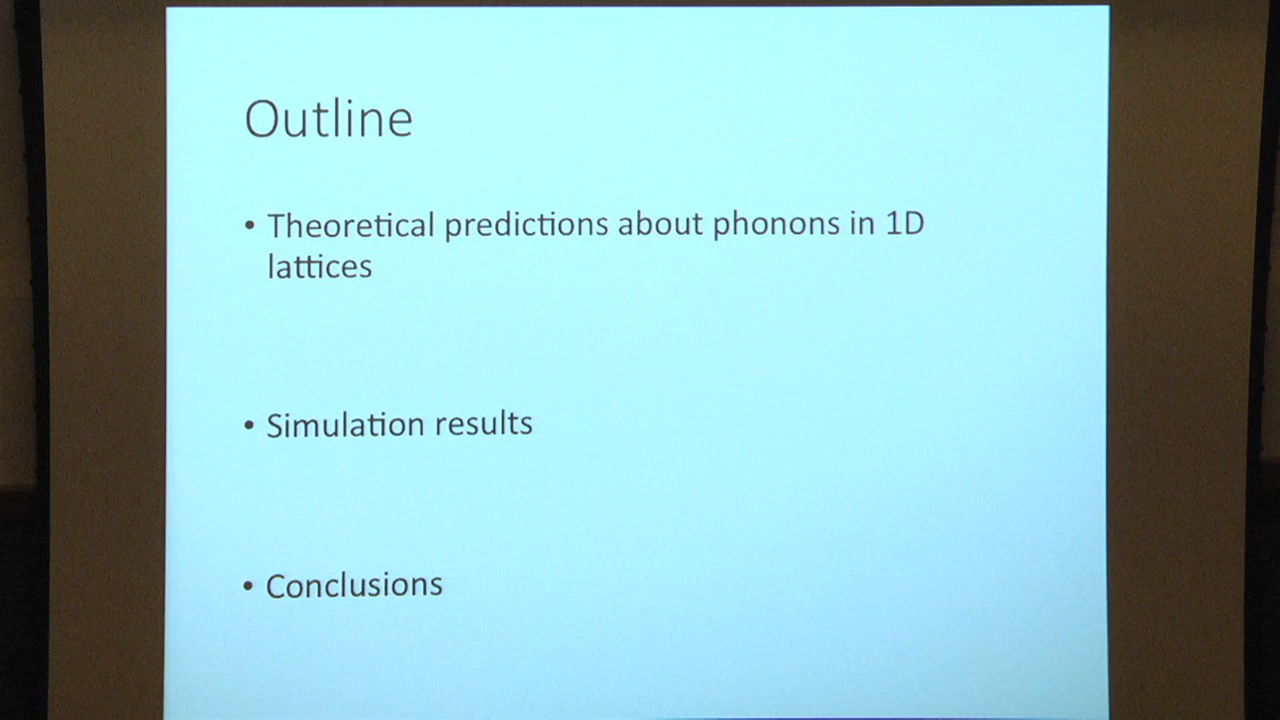 Outline
• Theoretical predictions about phonons in 1D
lattices
• Simulation results
• Conclusions